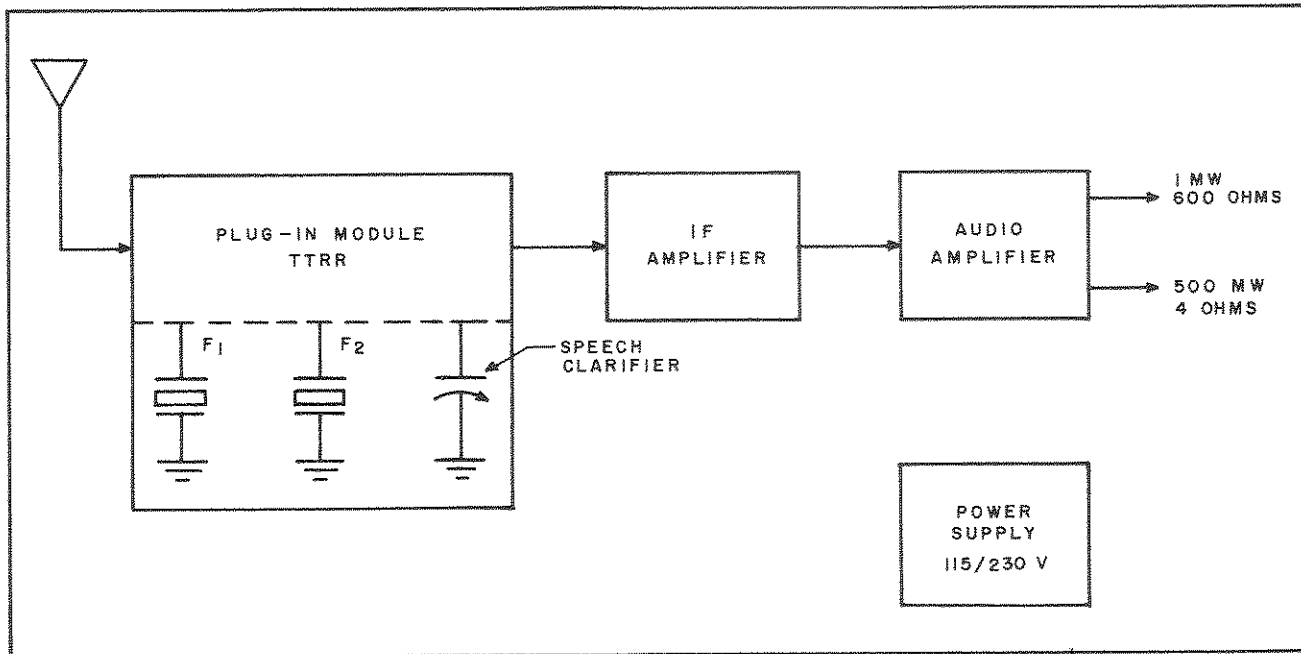 PLUG-IN MODULE
TTRR
F1
F2
SPEECH
CLARIFIER
IF
AMPLIFIER
AUDIO
AMPLIFIER
1 MW
600 OHMS
500 MW
4 OHMS
POWER
SUPPLY
115/230 V